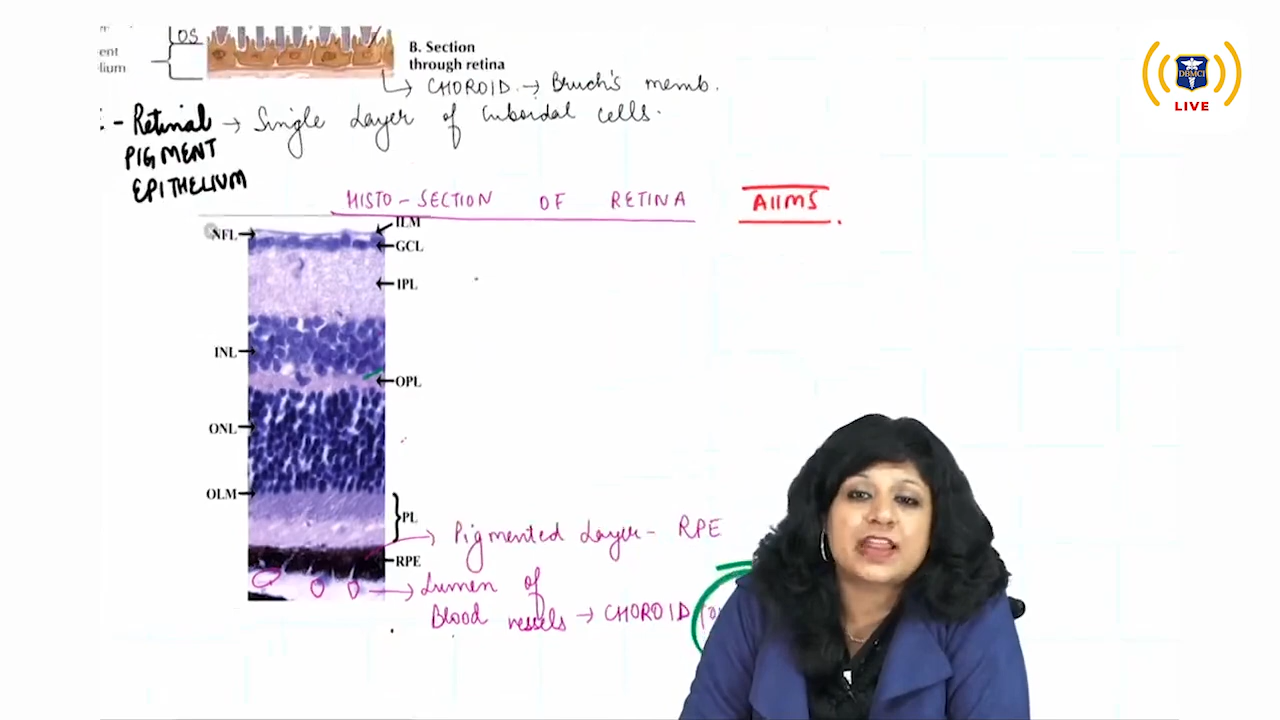 OS
ent
lium
B. Section
through retina
→ CHOROID → Bruch's memb.
: - Retinal → Single Layer of Cuboidal cells.
PIGMENT
EPITHELIUM
HISTO-SECTION OF RETINA AIIMS
NFL
ILM
GCL
IPL
INL
OPL
ONL
OLM
PL
→ Pigmented Layer - RPE
RPE
→ Lumen of
Blood vessels → CHOROID
DBMCI
LIVE